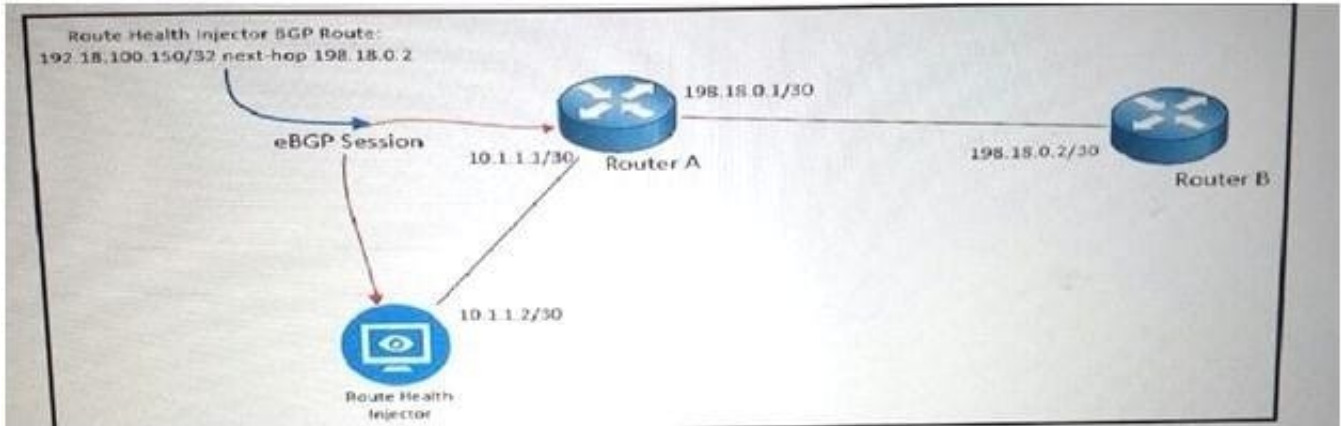 Route Health Injector BGP Route:
192.18.100.150/32 next-hop 198.18.0.2
eBGP Session
198.18.0.1/30
10.1.1.1/30
Router A
198.18.0.2/30
Router B
10.1.1.2/30
Route Health
Injector